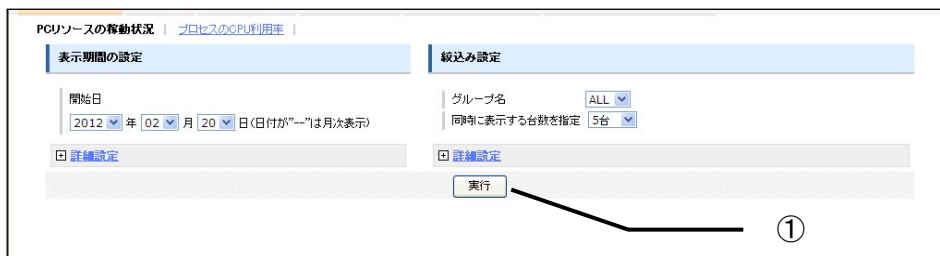 PCリソースの稼動状況 | プロセスのCPU利用率 |
表示期間の設定
開始日
2012 年 02 月 20 日(日付が"--"は月次表示)
詳細設定
絞込み設定
グループ名 ALL
同時に表示する台数を指定 5台
詳細設定
実行
①